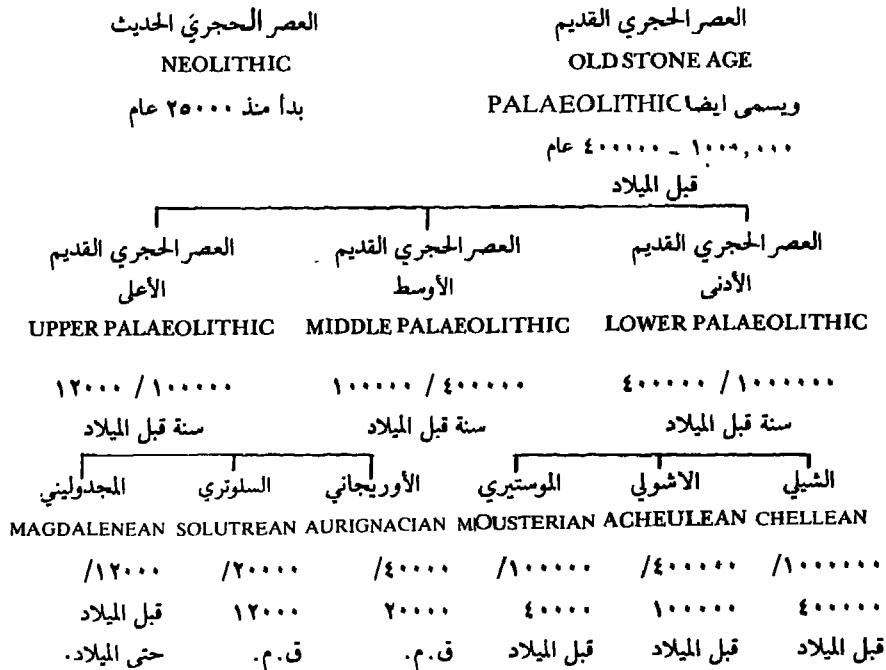 العصر الحجري القديم
OLD STONE AGE
ويسمى ايضا PALAEOLITHIC
١٠٠٠,٠٠٠ ــ ٤٠٠٠٠٠ عام
قبل الميلاد
العصر الحجري الحديث
NEOLITHIC
بدأ منذ ٢٥٠٠٠ عام
العصر الحجري القديم
الأدنى
LOWER PALAEOLITHIC
١٠٠٠٠٠٠ / ٤٠٠٠٠٠
سنة قبل الميلاد
العصر الحجري القديم
الأوسط
MIDDLE PALAEOLITHIC
٤٠٠٠٠٠ / ١٠٠٠٠٠
سنة قبل الميلاد
العصر الحجري القديم
الأعلى
UPPER PALAEOLITHIC
١٠٠٠٠٠ / ١٢٠٠٠
سنة قبل الميلاد
الشيلي
CHELLEAN
١٠٠٠٠٠٠/
٤٠٠٠٠٠
قبل الميلاد
الاشولي
ACHEULEAN
٤٠٠٠٠٠/
١٠٠٠٠٠
قبل الميلاد
الموستيري
MOUSTERIAN
١٠٠٠٠٠/
٤٠٠٠٠
قبل الميلاد
الأوريجاني
AURIGNACIAN
٤٠٠٠٠/
٢٠٠٠٠
ق.م.
السلوتري
SOLUTREAN
٢٠٠٠٠/
١٢٠٠٠
ق.م.
المجدوليني
MAGDALENEAN
١٢٠٠٠/
قبل الميلاد
حتى الميلاد.